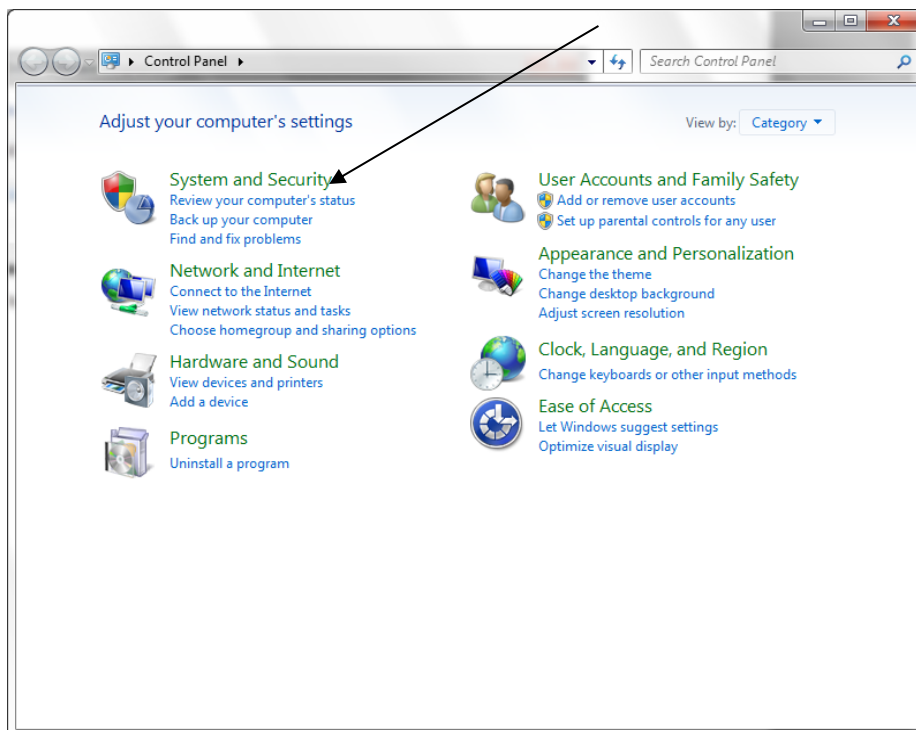 Control Panel
Search Control Panel
Adjust your computer's settings
View by: Category
System and Security
Review your computer's status
Back up your computer
Find and fix problems
Network and Internet
Connect to the Internet
View network status and tasks
Choose homegroup and sharing options
Hardware and Sound
View devices and printers
Add a device
Programs
Uninstall a program
User Accounts and Family Safety
Add or remove user accounts
Set up parental controls for any user
Appearance and Personalization
Change the theme
Change desktop background
Adjust screen resolution
Clock, Language, and Region
Change keyboards or other input methods
Ease of Access
Let Windows suggest settings
Optimize visual display